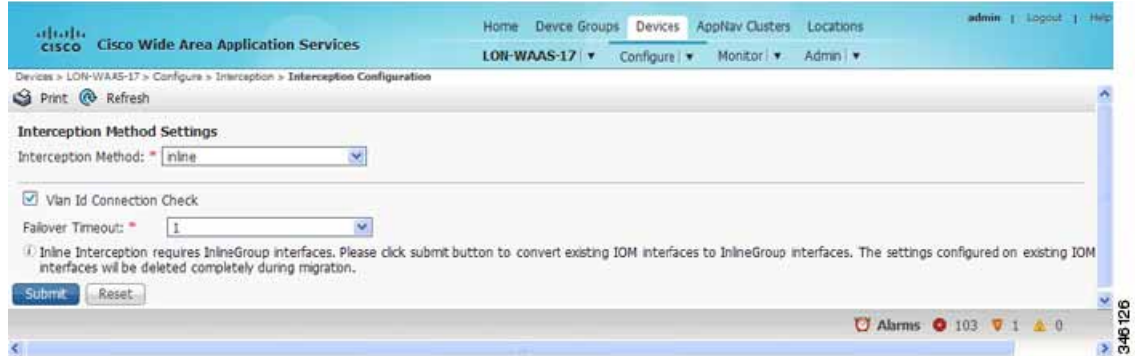 Home Device Groups Devices AppNav Clusters Locations
admin | Logout | Help
CISCO Cisco Wide Area Application Services
LON-WAAS-17 Configure Monitor Admin
Devices > LON-WAAS-17 > Configure > Interception > Interception Configuration
Print Refresh
Interception Method Settings
Interception Method: * inline
Vlan Id Connection Check
Failover Timeout: * 1
Inline Interception requires InlineGroup interfaces. Please click submit button to convert existing IOM interfaces to InlineGroup interfaces. The settings configured on existing IOM
interfaces will be deleted completely during migration.
Submit Reset
Alarms 103 1 0
346126